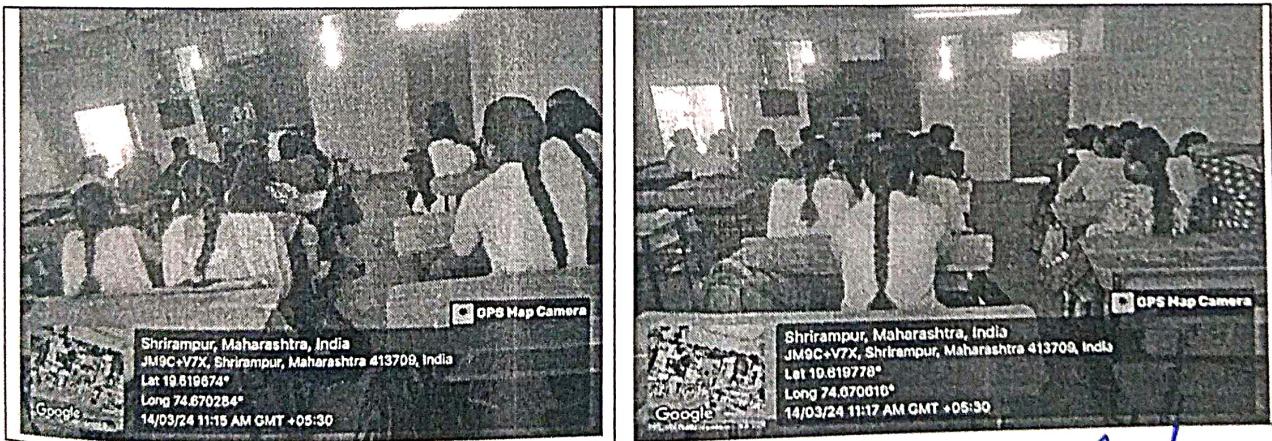 GPS Map Camera
Shrirampur, Maharashtra, India
JM9C+V7X, Shrirampur, Maharashtra 413709, India
Lat 19.619674°
Long 74.670284°
14/03/24 11:15 AM GMT +05:30
Google
GPS Map Camera
Shrirampur, Maharashtra, India
JM9C+V7X, Shrirampur, Maharashtra 413709, India
Lat 19.619778°
Long 74.670616°
14/03/24 11:17 AM GMT +05:30
Google